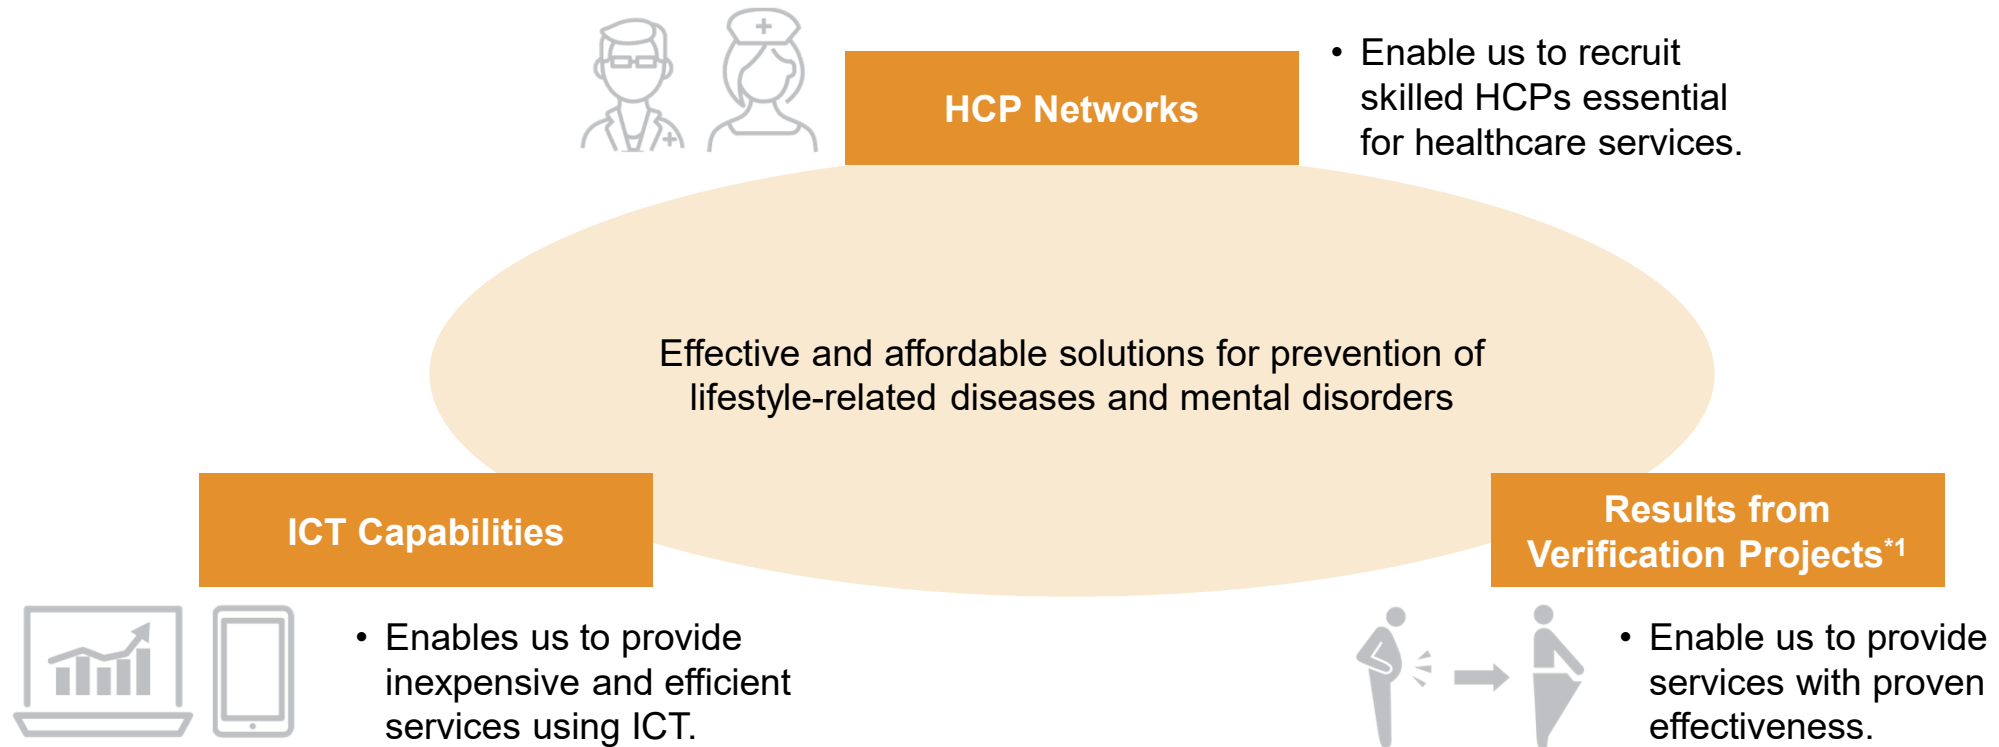 HCP Networks
• Enable us to recruit
skilled HCPs essential
for healthcare services.
Effective and affordable solutions for prevention of
lifestyle-related diseases and mental disorders
ICT Capabilities
• Enables us to provide
inexpensive and efficient
services using ICT.
Results from
Verification Projects*1
• Enable us to provide
services with proven
effectiveness.